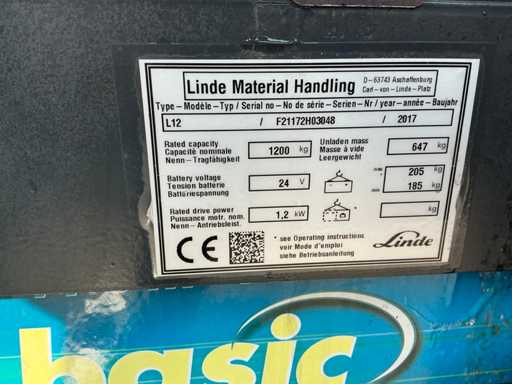 Linde Material Handling
D-63743 Aschaffenburg
Carl-von-Linde-Platz
Type-Modèle-Typ / Serial no-No de série-Serien-Nr / year-année-Baujahr
L12 / F21172H03048 / 2017
Rated capacity
Capacité nominale
Nenn-Tragfähigkeit
1200 kg
Unladen mass
Masse à vide
Leergewicht
647 kg
Battery voltage
Tension batterie
Batteriespannung
24 V
max 205 kg
min 185 kg
Rated drive power
Puissance motr. nom.
Nenn-Antriebsleist.
1,2 kW
kg
CE
* see Operating instructions
voir Mode d'emploi
siehe Betriebsanleitung
Linde
basic